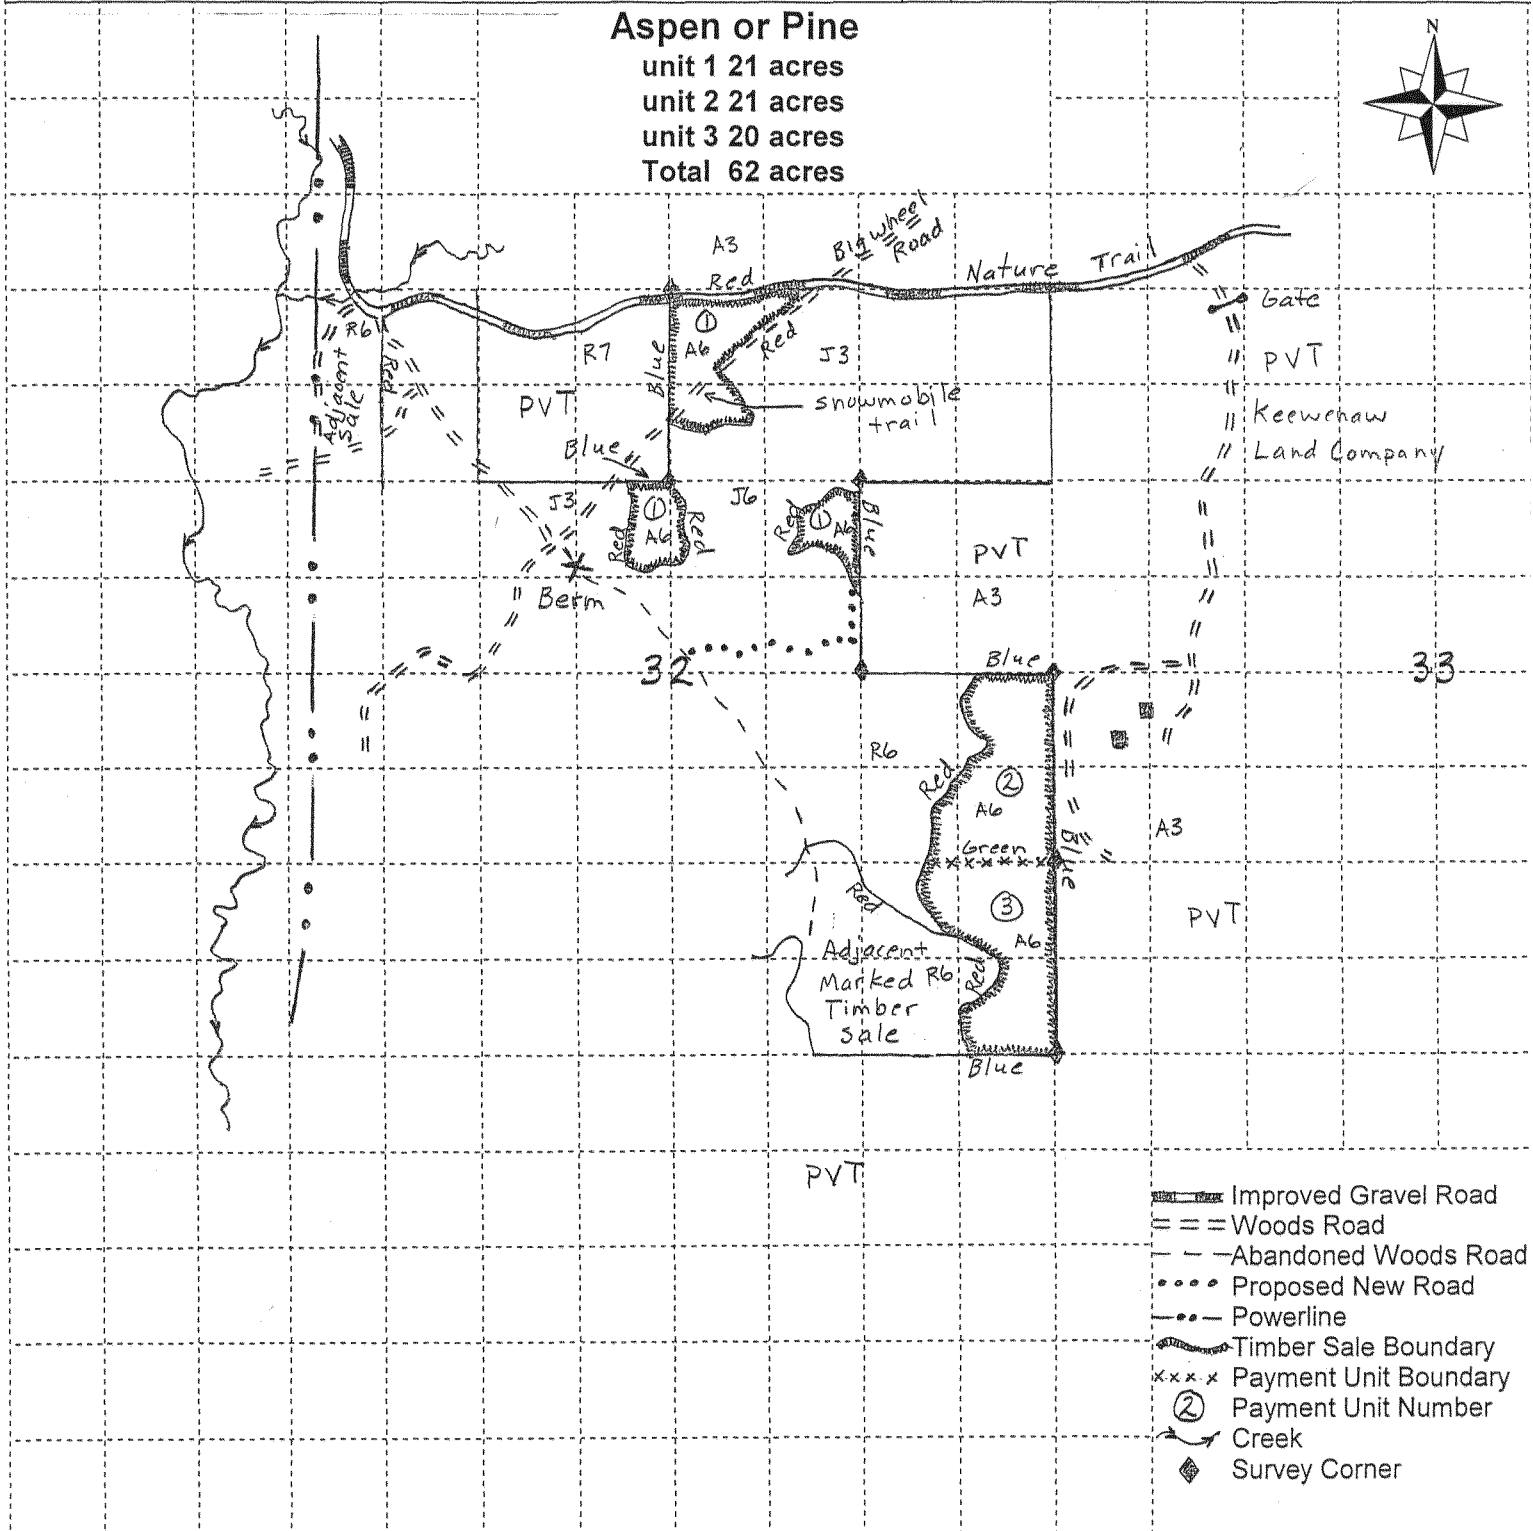 Aspen or Pine
unit 1 21 acres
unit 2 21 acres
unit 3 20 acres
Total 62 acres
N
Bigwheel
Road
A3
Red
Nature Trail
Gate
R6
Adjacent
Sale
Red
R7
PVT
Blue
1
A6
Red
J3
snowmobile
trail
PVT
Keewenaw
Land Company
Blue
J3
Red
1
A6
Red
J6
Red
1
A6
Blue
PVT
A3
Berm
32
Blue
33
R6
Red
2
A6
Green
Blue
A3
Red
3
A6
PVT
Adjacent
Marked R6
Timber
Sale
Red
Blue
PVT
Improved Gravel Road
Woods Road
Abandoned Woods Road
Proposed New Road
Powerline
Timber Sale Boundary
x x x x Payment Unit Boundary
2 Payment Unit Number
Creek
Survey Corner